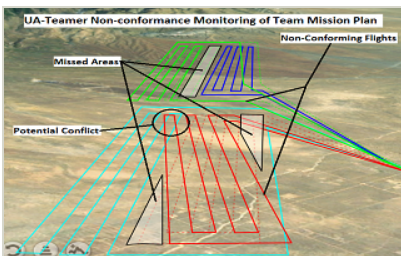 UA-Teamer Non-conformance Monitoring of Team Mission Plan
Non-Conforming Flights
Missed Areas
Potential Conflict